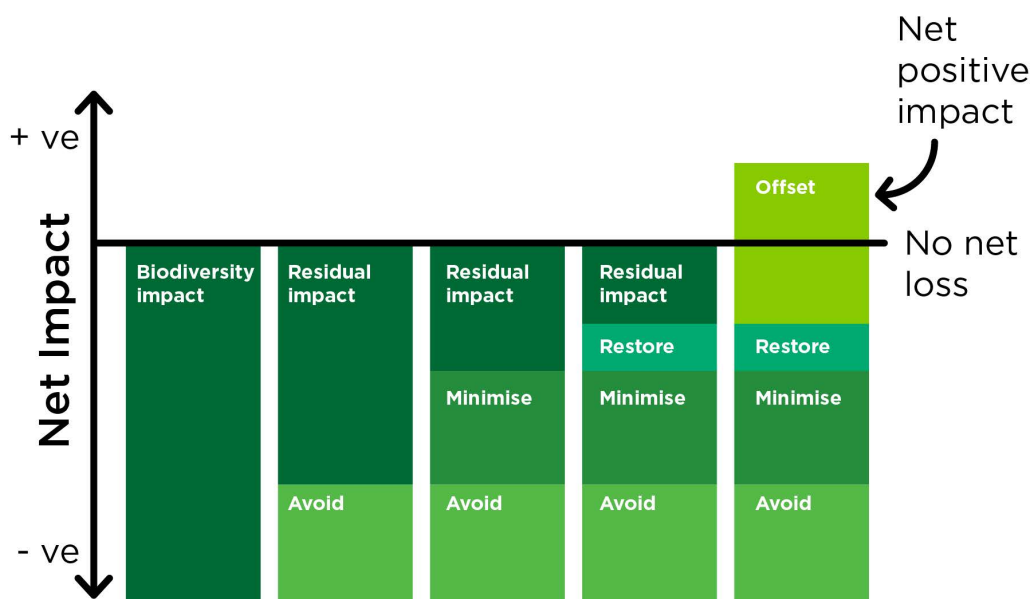 Net
positive
impact
+ ve
Net Impact
- ve
No net
loss
Biodiversity
impact
Residual
impact
Avoid
Residual
impact
Minimise
Avoid
Residual
impact
Restore
Minimise
Avoid
Offset
Restore
Minimise
Avoid